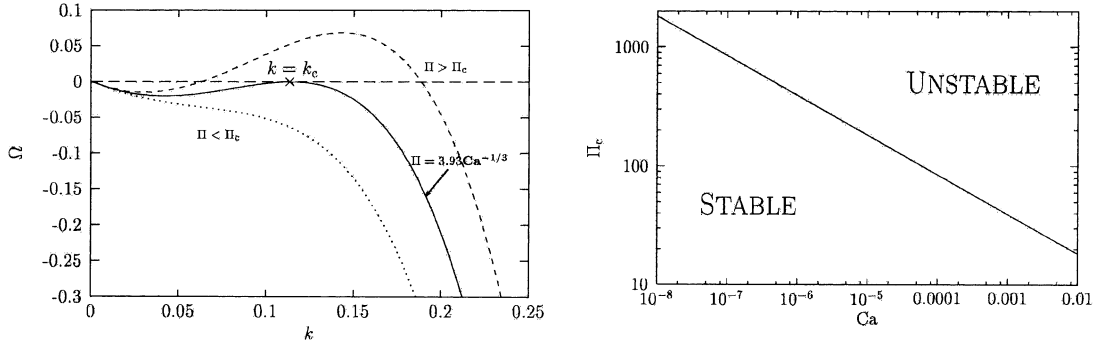 0.1
0.05
0
-0.05
-0.1
-0.15
-0.2
-0.25
-0.3
Ω
k = k_c
Π > Π_c
Π < Π_c
Π = 3.93Ca^{-1/3}
0 0.05 0.1 0.15 0.2 0.25
k
1000
100
10
Π_c
UNSTABLE
STABLE
10^{-8} 10^{-7} 10^{-6} 10^{-5} 0.0001 0.001 0.01
Ca